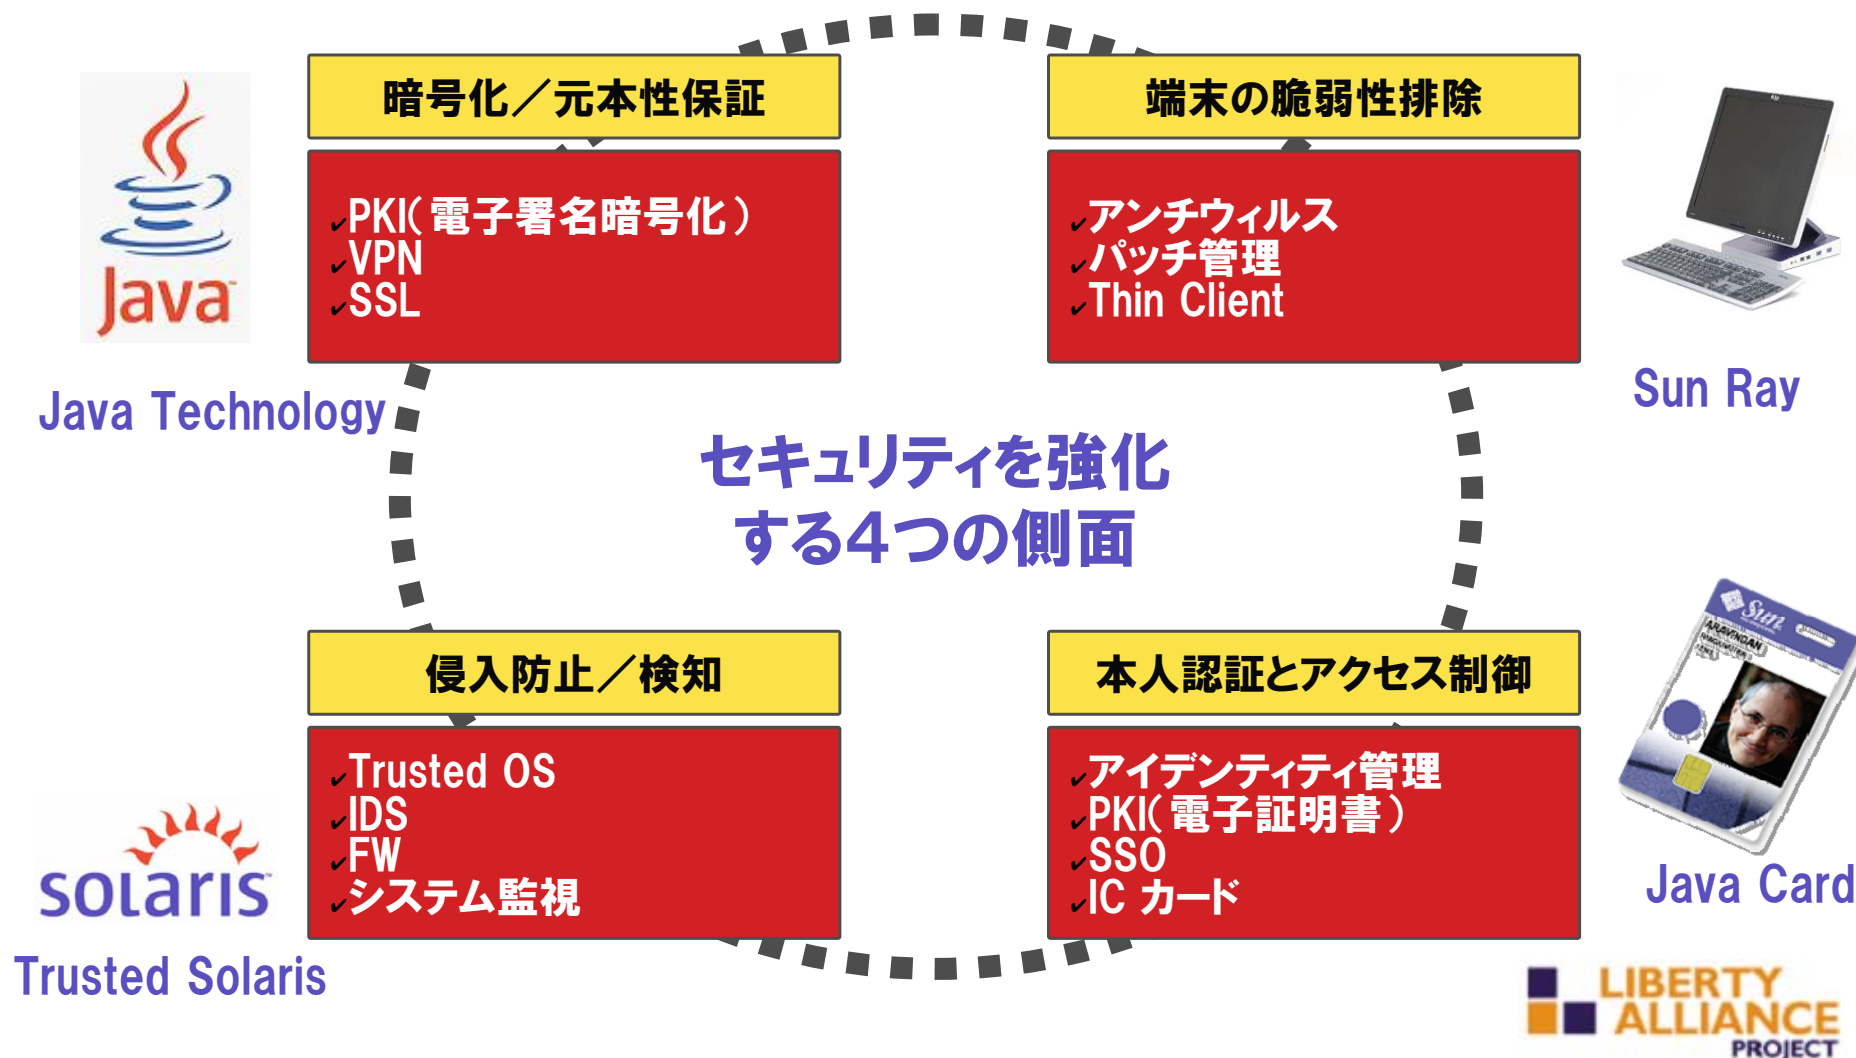 暗号化／元本性保証
✔PKI(電子署名暗号化)
✔VPN
✔SSL
Java
Java Technology
端末の脆弱性排除
✔アンチウィルス
✔パッチ管理
✔Thin Client
Sun Ray
セキュリティを強化
する4つの側面
侵入防止／検知
✔Trusted OS
✔IDS
✔FW
✔システム監視
solaris
Trusted Solaris
本人認証とアクセス制御
✔アイデンティティ管理
✔PKI(電子証明書)
✔SSO
✔IC カード
Sun
ARAVINDAN
Java Card
LIBERTY
ALLIANCE
PROJECT